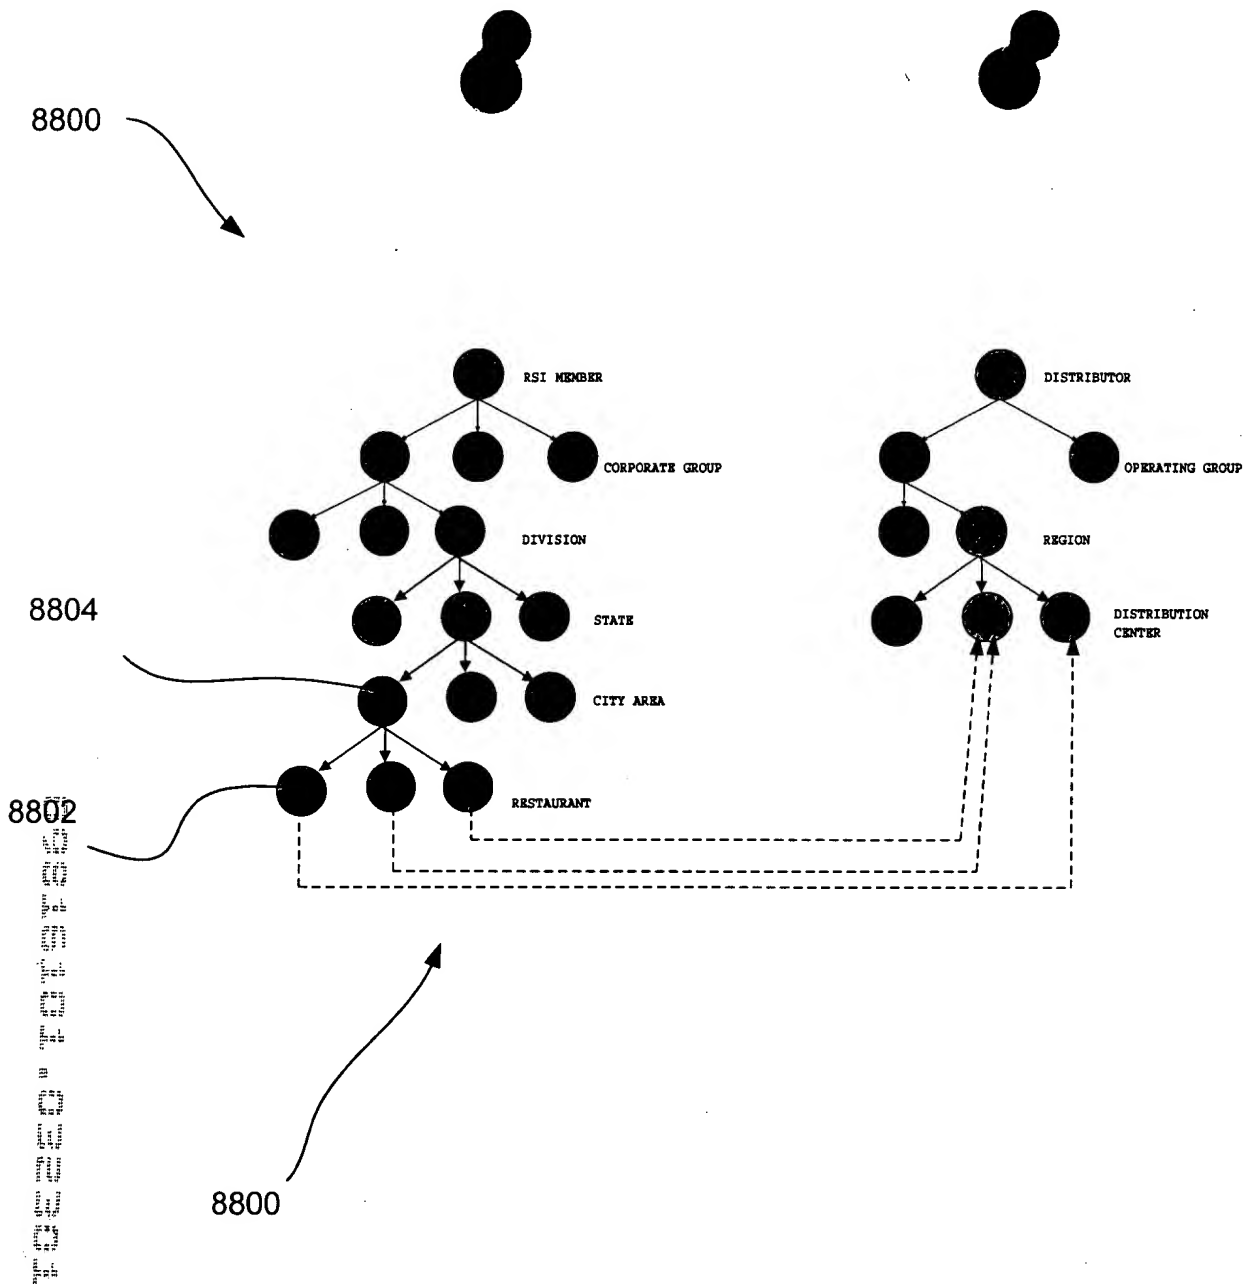 8800
RSI MEMBER
DISTRIBUTOR
CORPORATE GROUP
OPERATING GROUP
DIVISION
REGION
8804
STATE
DISTRIBUTION
CENTER
CITY AREA
8802
RESTAURANT
8800